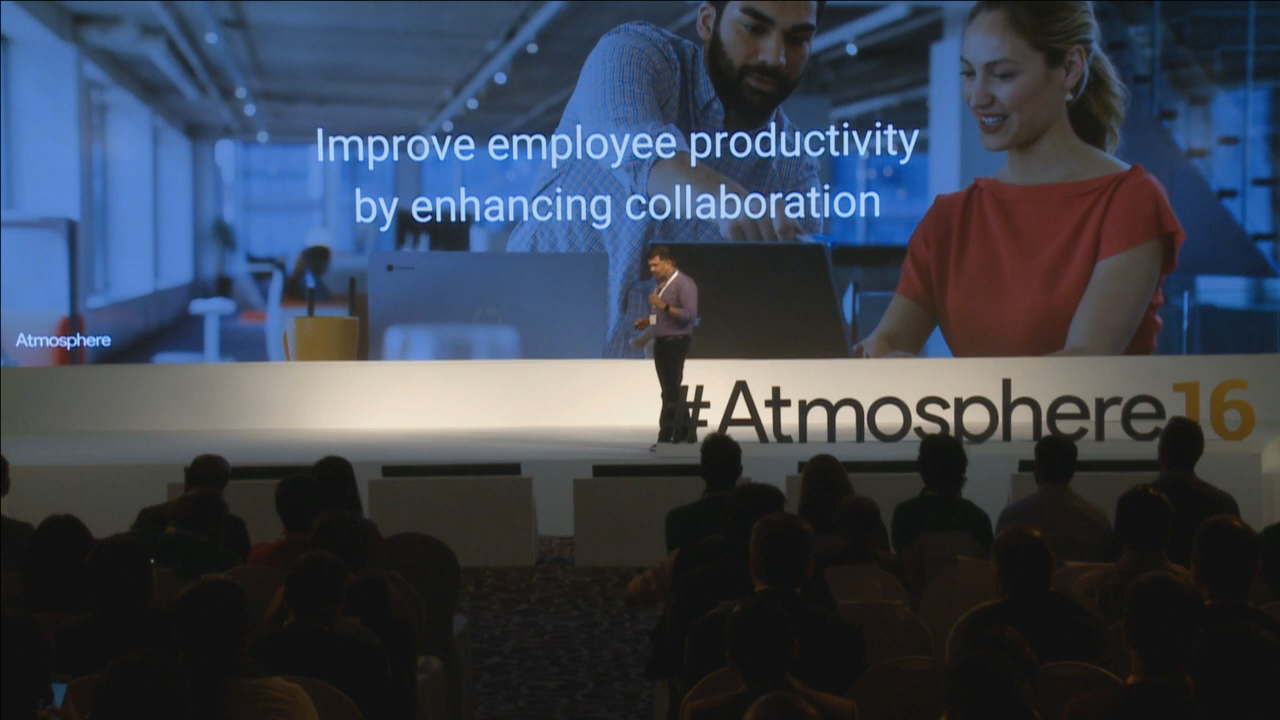 Improve employee productivity
by enhancing collaboration
Atmosphere
#Atmosphere16